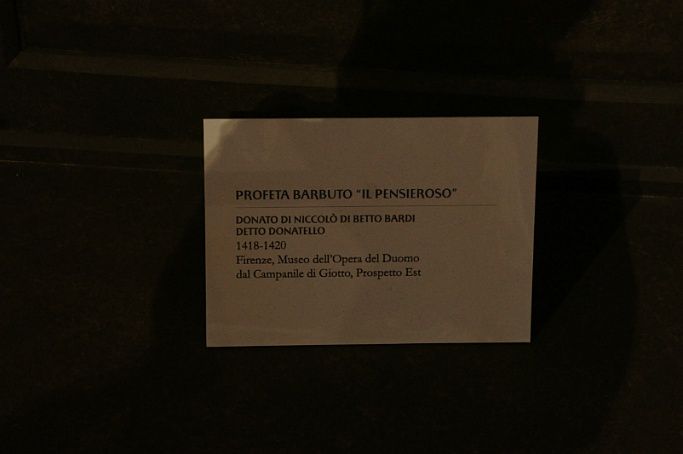 PROFETA BARBUTO "IL PENSIEROSO"
DONATO DI NICCOLÒ DI BETTO BARDI
DETTO DONATELLO
1418-1420
Firenze, Museo dell'Opera del Duomo
dal Campanile di Giotto, Prospetto Est